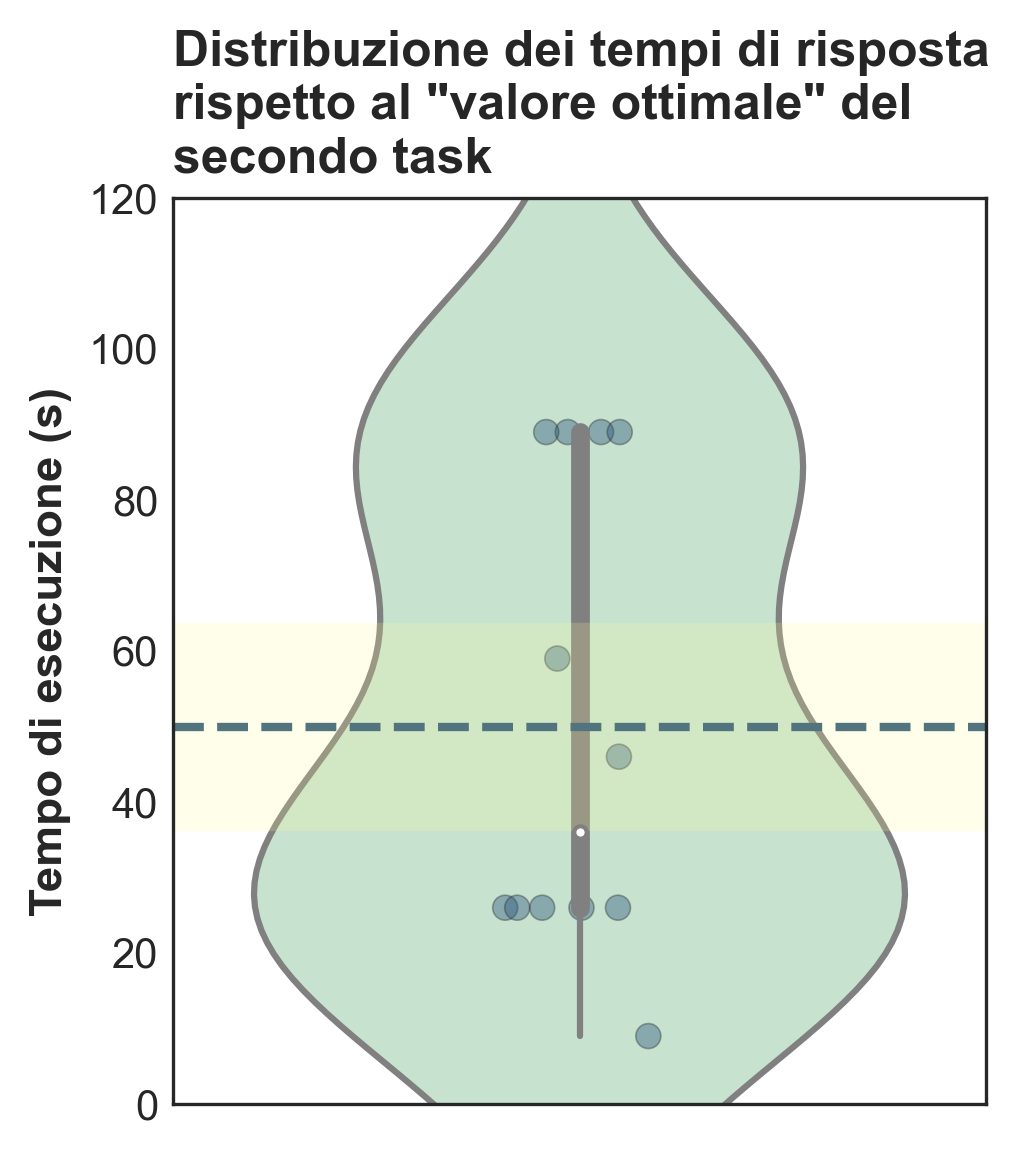 Distribuzione dei tempi di risposta
rispetto al "valore ottimale" del
secondo task
Tempo di esecuzione (s)
120
100
80
60
40
20
0